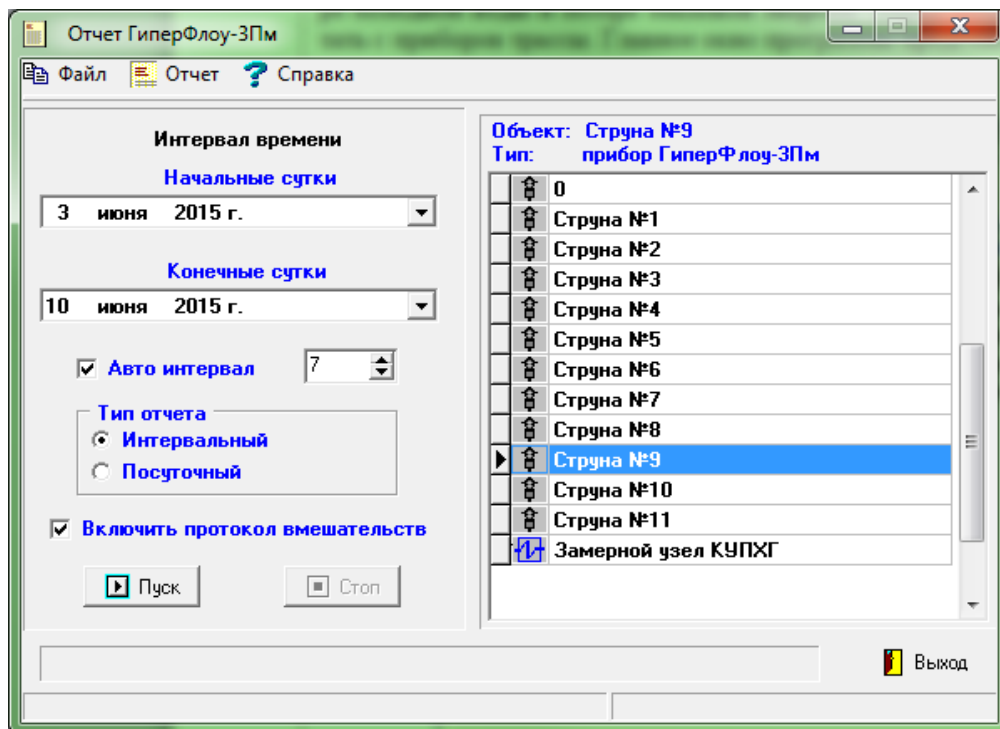 Отчет ГиперФлоу-3Пм
Файл Отчет Справка
Интервал времени
Начальные сутки
3 июня 2015 г.
Конечные сутки
10 июня 2015 г.
Авто интервал 7
Тип отчета
Интервальный
Посуточный
Включить протокол вмешательств
Пуск Стоп
Объект: Струна №9
Тип: прибор ГиперФлоу-3Пм
0
Струна №1
Струна №2
Струна №3
Струна №4
Струна №5
Струна №6
Струна №7
Струна №8
Струна №9
Струна №10
Струна №11
Замерной узел КУПХГ
Выход